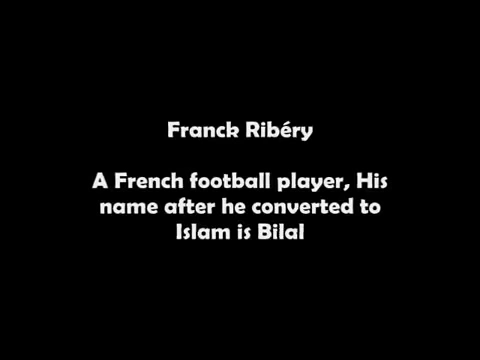 Franck Ribéry
A French football player, His
name after he converted to
Islam is Bilal